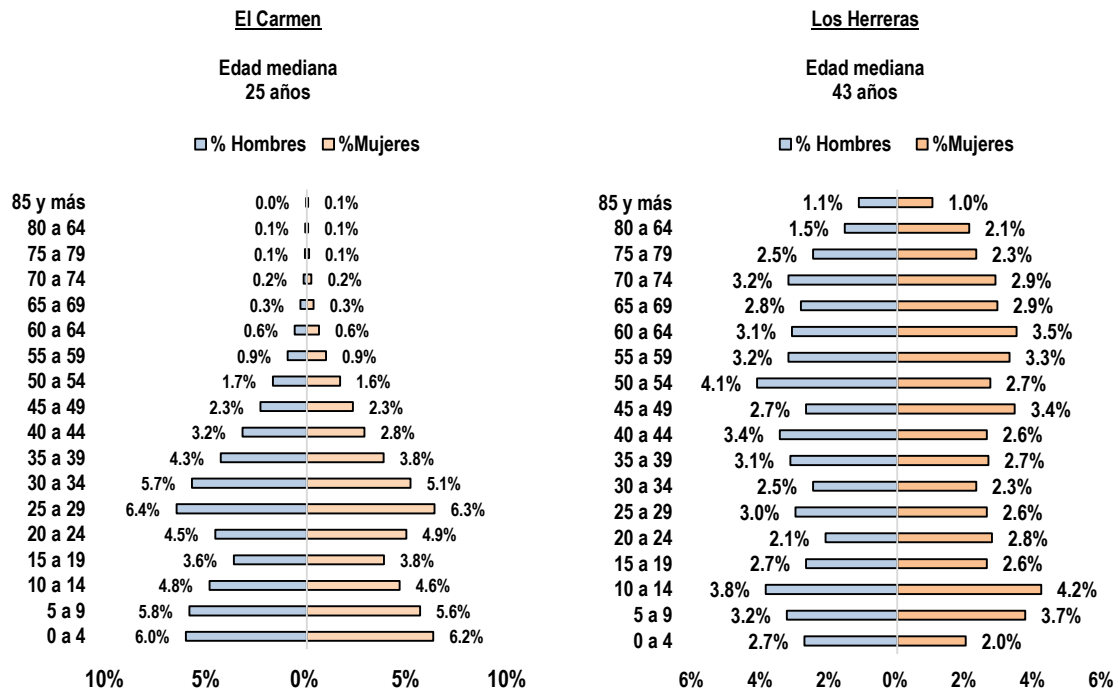 El Carmen
Edad mediana
25 años
% Hombres %Mujeres
85 y más 0.0% 0.1%
80 a 64 0.1% 0.1%
75 a 79 0.1% 0.1%
70 a 74 0.2% 0.2%
65 a 69 0.3% 0.3%
60 a 64 0.6% 0.6%
55 a 59 0.9% 0.9%
50 a 54 1.7% 1.6%
45 a 49 2.3% 2.3%
40 a 44 3.2% 2.8%
35 a 39 4.3% 3.8%
30 a 34 5.7% 5.1%
25 a 29 6.4% 6.3%
20 a 24 4.5% 4.9%
15 a 19 3.6% 3.8%
10 a 14 4.8% 4.6%
5 a 9 5.8% 5.6%
0 a 4 6.0% 6.2%
10% 5% 0% 5% 10%
Los Herreras
Edad mediana
43 años
% Hombres %Mujeres
85 y más 1.1% 1.0%
80 a 64 1.5% 2.1%
75 a 79 2.5% 2.3%
70 a 74 3.2% 2.9%
65 a 69 2.8% 2.9%
60 a 64 3.1% 3.5%
55 a 59 3.2% 3.3%
50 a 54 4.1% 2.7%
45 a 49 2.7% 3.4%
40 a 44 3.4% 2.6%
35 a 39 3.1% 2.7%
30 a 34 2.5% 2.3%
25 a 29 3.0% 2.6%
20 a 24 2.1% 2.8%
15 a 19 2.7% 2.6%
10 a 14 3.8% 4.2%
5 a 9 3.2% 3.7%
0 a 4 2.7% 2.0%
6% 4% 2% 0% 2% 4% 6%